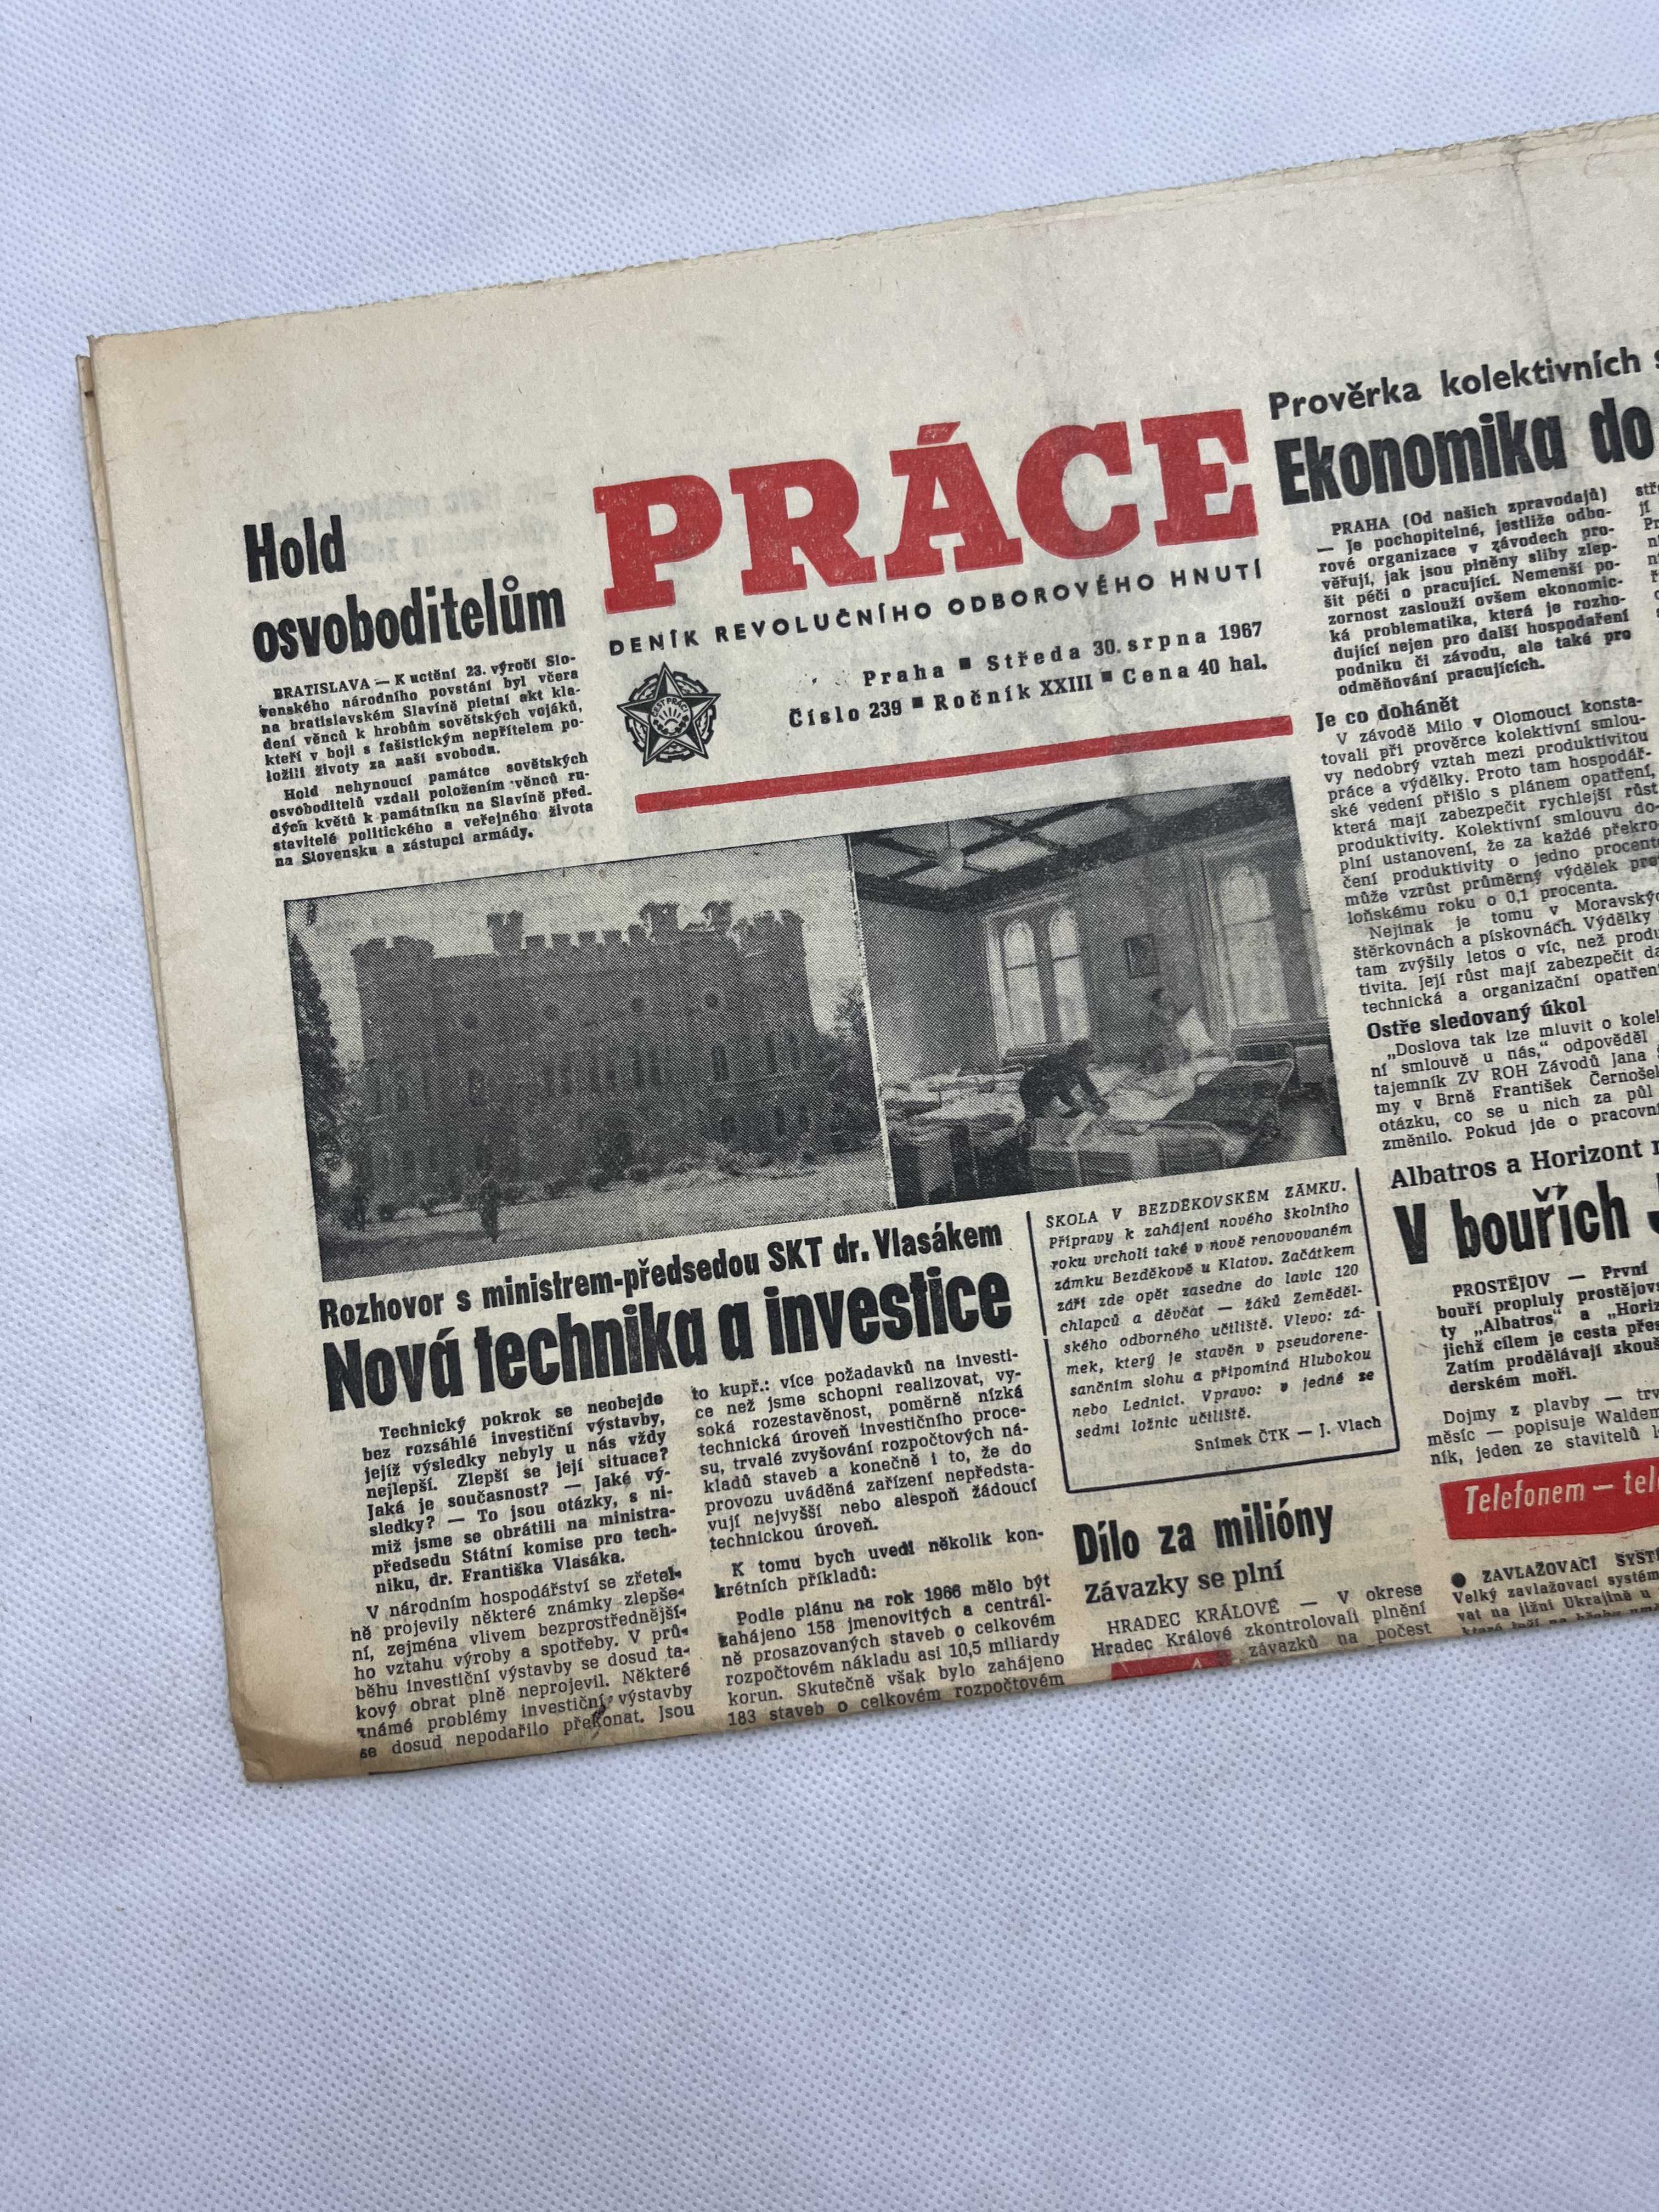 Hold
osvoboditelům
BRATISLAVA — K uctění 23. výročí Slo-
venského národního povstání byl včera
na bratislavském Slavíně pietní akt kla-
dení věnců k hrobům sovětských vojáků,
kteří v boji s fašistickým nepřítelem po-
ložili životy za naši svobodu.
Hold nehynoucí památce sovětských
osvoboditelů vzdali položením věnců ru-
dých květů k památníku na Slavíně před-
stavitelé politického a veřejného života
na Slovensku a zástupci armády.
PRÁCE
DENÍK REVOLUČNÍHO ODBOROVÉHO HNUTÍ
ČEST PRÁCI
Praha ■ Středa 30. srpna 1967
Číslo 239 ■ Ročník XXIII ■ Cena 40 hal.
Rozhovor s ministrem-předsedou SKT dr. Vlasákem
Nová technika a investice
Technický pokrok se neobejde
bez rozsáhlé investiční výstavby,
jejíž výsledky nebyly u nás vždy
nejlepší. Zlepší se její situace?
Jaká je současnost? — Jaké vý-
sledky? — To jsou otázky, s ni-
miž jsme se obrátili na ministra-
předsedu Státní komise pro tech-
niku, dr. Františka Vlasáka.
V národním hospodářství se zřetel-
ně projevily některé známky zlepše-
ní, zejména vlivem bezprostřednější-
ho vztahu výroby a spotřeby. V prů-
běhu investiční výstavby se dosud ta-
kový obrat plně neprojevil. Některé
známé problémy investiční výstavby
se dosud nepodařilo překonat. Jsou
to kupř.: více požadavků na investi-
ce než jsme schopni realizovat, vy-
soká rozestavěnost, poměrně nízká
technická úroveň investičního proce-
su, trvalé zvyšování rozpočtových ná-
kladů staveb a konečně i to, že do
provozu uváděná zařízení nepředsta-
vují nejvyšší nebo alespoň žádoucí
technickou úroveň.
K tomu bych uvedl několik kon-
krétních příkladů:
Podle plánu na rok 1966 mělo být
zahájeno 158 jmenovitých a centrál-
ně prosazovaných staveb o celkovém
rozpočtovém nákladu asi 10,5 miliardy
korun. Skutečně však bylo zahájeno
183 staveb o celkovém rozpočtovém
ŠKOLA V BEZDĚKOVSKÉM ZÁMKU.
Přípravy k zahájení nového školního
roku vrcholí také v nově renovovaném
zámku Bezděkově u Klatov. Začátkem
září zde opět zasedne do lavic 120
chlapců a děvčat — žáků Zeměděl-
ského odborného učiliště. Vlevo: zá-
mek, který je stavěn v pseudorene-
sančním slohu a připomíná Hlubokou
nebo Lednici. Vpravo: v jedné se
sedmi ložnic učiliště.
Snímek ČTK — J. Vlach
Dílo za milióny
Závazky se plní
HRADEC KRÁLOVÉ — V okrese
Hradec Králové zkontrolovali plnění
závazků na počest
Prověrka kolektivních
Ekonomika do
PRAHA (Od našich zpravodajů)
— Je pochopitelné, jestliže odbo-
rové organizace v závodech pro-
věřují, jak jsou plněny sliby zlep-
šit péči o pracující. Nemenší po-
zornost zaslouží ovšem ekonomic-
ká problematika, která je rozho-
dující nejen pro další hospodaření
podniku či závodu, ale také pro
odměňování pracujících.
Je co dohánět
V závodě Milo v Olomouci konsta-
tovali při prověrce kolektivní smlou-
vy nedobrý vztah mezi produktivitou
práce a výdělky. Proto tam hospodář-
ské vedení přišlo s plánem opatření,
která mají zabezpečit rychlejší růst
produktivity. Kolektivní smlouvu do-
plní ustanovení, že za každé překro-
čení produktivity o jedno procento
může vzrůst průměrný výdělek proti
loňskému roku o 0,1 procenta.
Nejinak je tomu v Moravských
štěrkovnách a pískovnách. Výdělky
tam zvýšily letos o víc, než produ
tivita. Její růst mají zabezpečit da
technická a organizační opatřen
Ostře sledovaný úkol
„Doslova tak lze mluvit o kolek
ní smlouvě u nás,“ odpověděl
tajemník ZV ROH Závodů Jana
my v Brně František Černošek
otázku, co se u nich za půl
změnilo. Pokud jde o pracovn
Albatros a Horizont
V bouřích
PROSTĚJOV — První
bouří propluly prostějovs
ty „Albatros“ a „Horiz
jichž cílem je cesta přes
Zatím prodělávají zkouš
derském moři.
Dojmy z plavby — trv
měsíc — popisuje Waldem
ník, jeden ze stavitelů
Telefonem — tel
● ZAVLAŽOVACÍ SYSTÉ
Velký zavlažovací systém
vat na jižní Ukrajině u